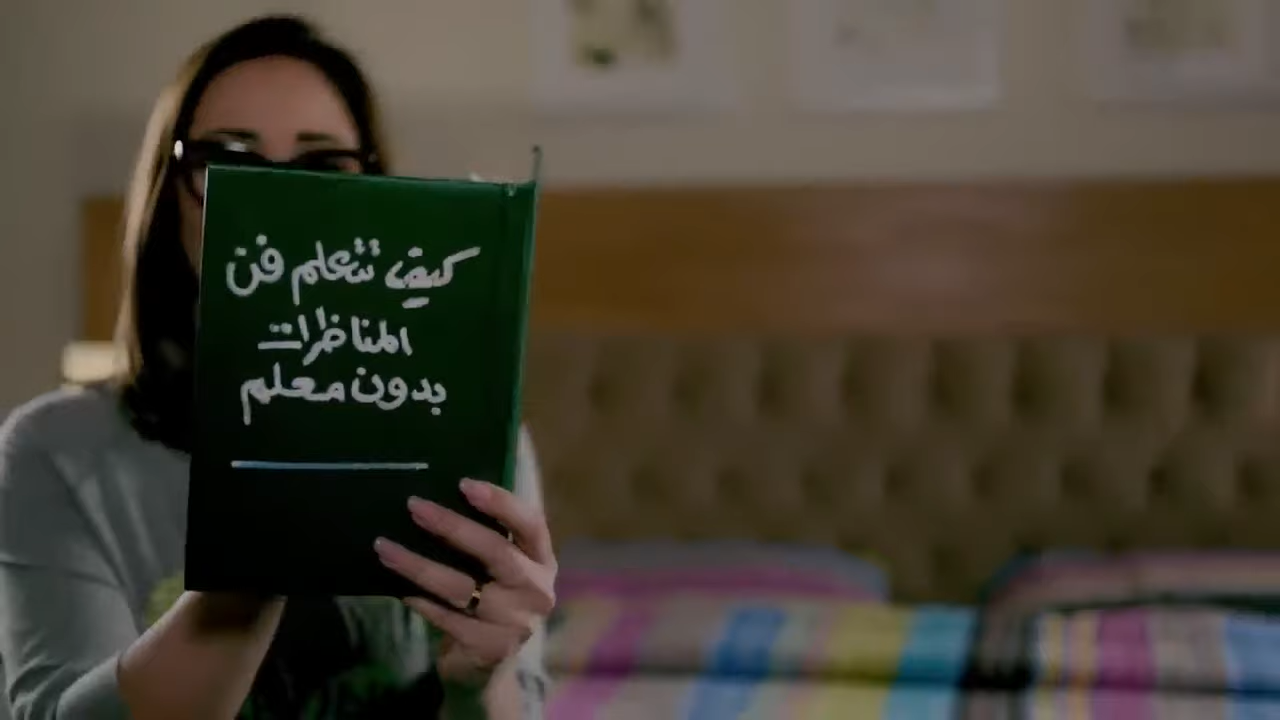 كيف تتعلم فن
المناظرات
بدون معلم